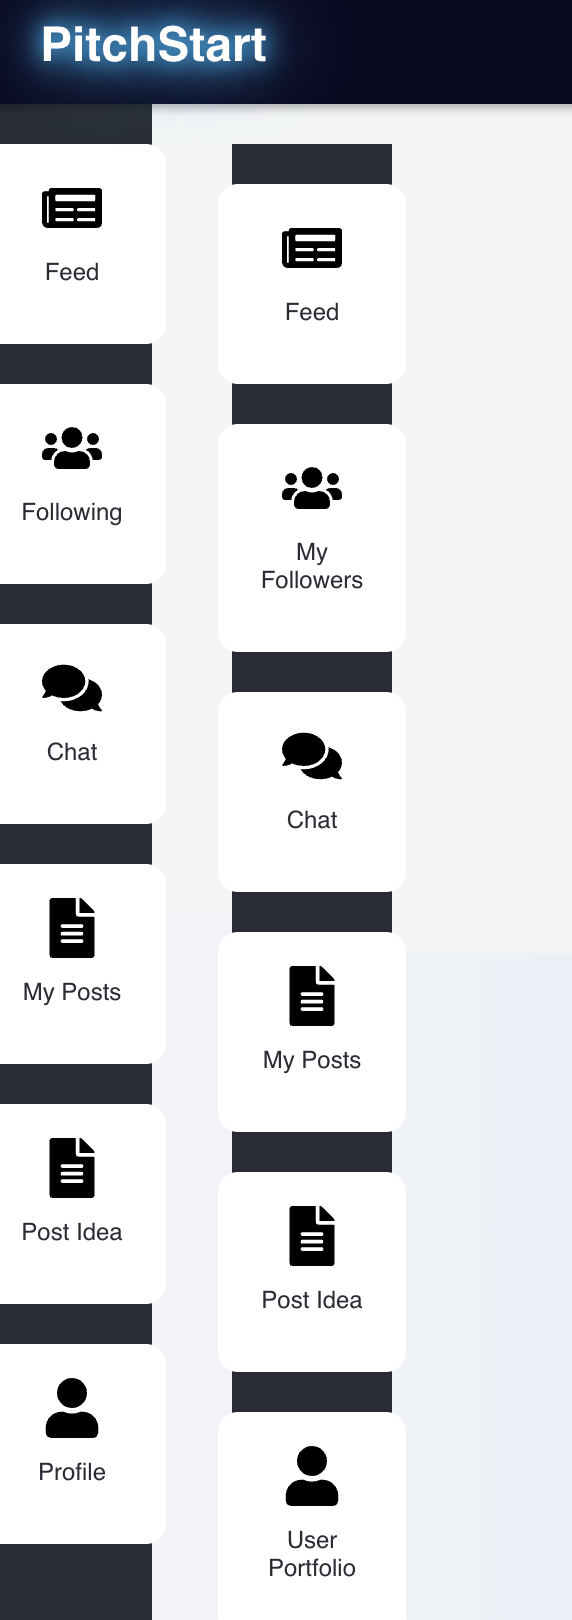 PitchStart
Feed
Following
Chat
My Posts
Post Idea
Profile
Feed
My
Followers
Chat
My Posts
Post Idea
User
Portfolio